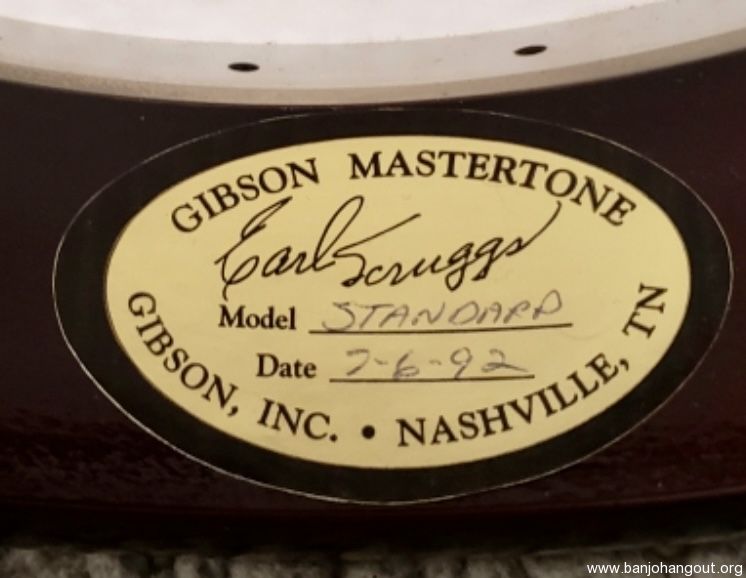 GIBSON MASTERTONE
Earl Scruggs
Model STANDARD
Date 7-6-92
GIBSON, INC. • NASHVILLE, TN
www.banjohangout.org